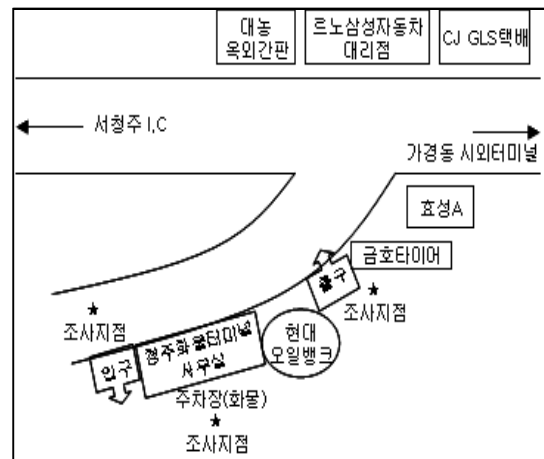 대농
옥외간판
르노삼성자동차
대리점
CJ GLS택배
서청주 I.C
가경동 시외터미널
효성A
금호타이어
출구
★
조사지점
★
조사지점
현대
오일뱅크
청주화물터미널
사무실
입구
주차장(화물)
★
조사지점